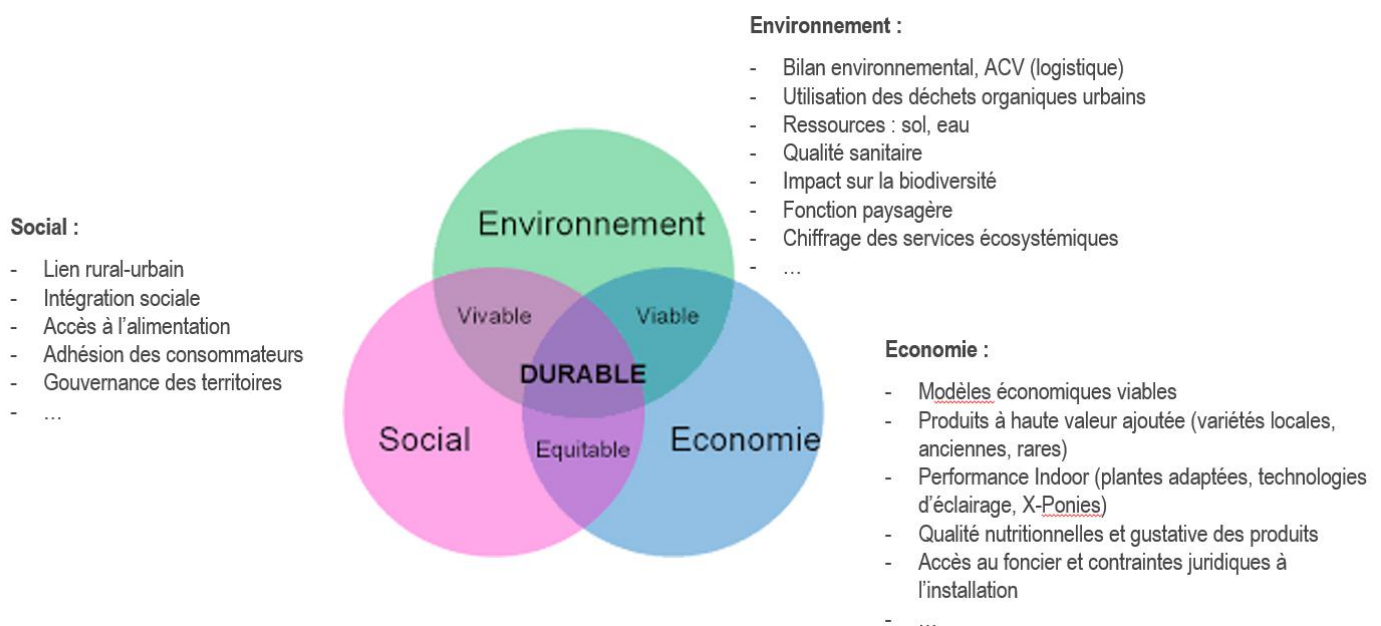 Environnement :
- Bilan environnemental, ACV (logistique)
- Utilisation des déchets organiques urbains
- Ressources : sol, eau
- Qualité sanitaire
- Impact sur la biodiversité
- Fonction paysagère
- Chiffrage des services écosystémiques
- …
Social :
- Lien rural-urbain
- Intégration sociale
- Accès à l’alimentation
- Adhésion des consommateurs
- Gouvernance des territoires
- …
Environnement
Vivable
Viable
DURABLE
Social
Equitable
Economie
Economie :
- Modèles économiques viables
- Produits à haute valeur ajoutée (variétés locales,
anciennes, rares)
- Performance Indoor (plantes adaptées, technologies
d’éclairage, X-Ponies)
- Qualité nutritionnelles et gustative des produits
- Accès au foncier et contraintes juridiques à
l’installation
- …